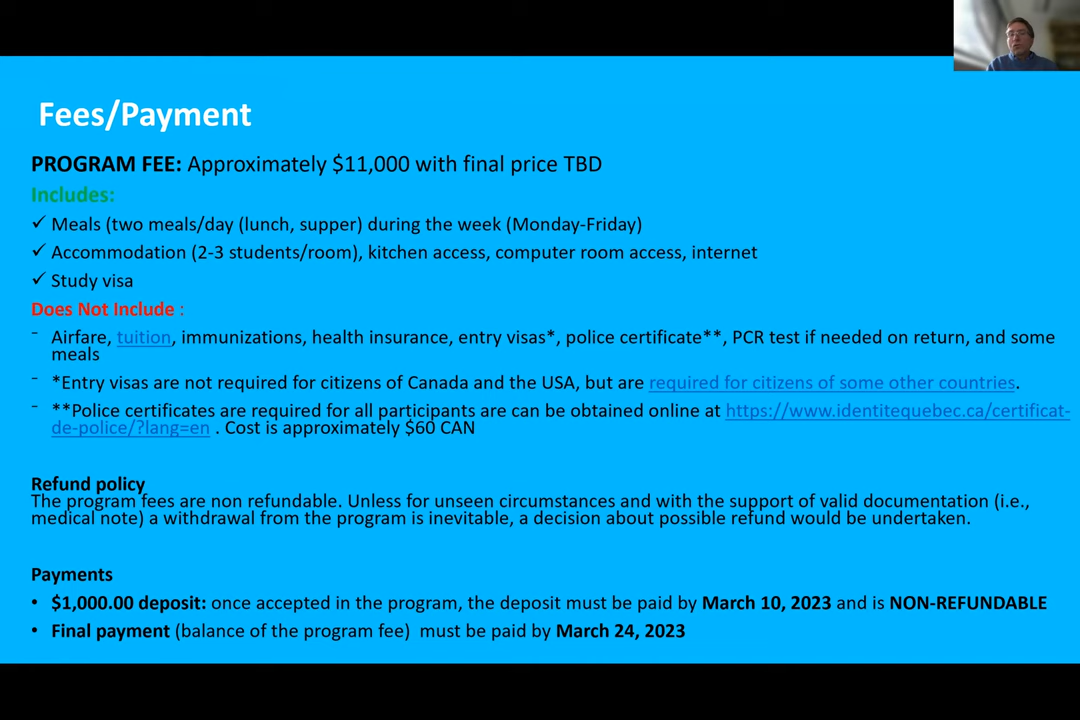 Fees/Payment
PROGRAM FEE: Approximately $11,000 with final price TBD
Includes:
✓ Meals (two meals/day (lunch, supper) during the week (Monday-Friday)
✓ Accommodation (2-3 students/room), kitchen access, computer room access, internet
✓ Study visa
Does Not Include :
- Airfare, tuition, immunizations, health insurance, entry visas*, police certificate**, PCR test if needed on return, and some
meals
- *Entry visas are not required for citizens of Canada and the USA, but are required for citizens of some other countries.
- **Police certificates are required for all participants are can be obtained online at https://www.identitequebec.ca/certificat-
de-police/?lang=en . Cost is approximately $60 CAN
Refund policy
The program fees are non refundable. Unless for unseen circumstances and with the support of valid documentation (i.e.,
medical note) a withdrawal from the program is inevitable, a decision about possible refund would be undertaken.
Payments
• $1,000.00 deposit: once accepted in the program, the deposit must be paid by March 10, 2023 and is NON-REFUNDABLE
• Final payment (balance of the program fee) must be paid by March 24, 2023